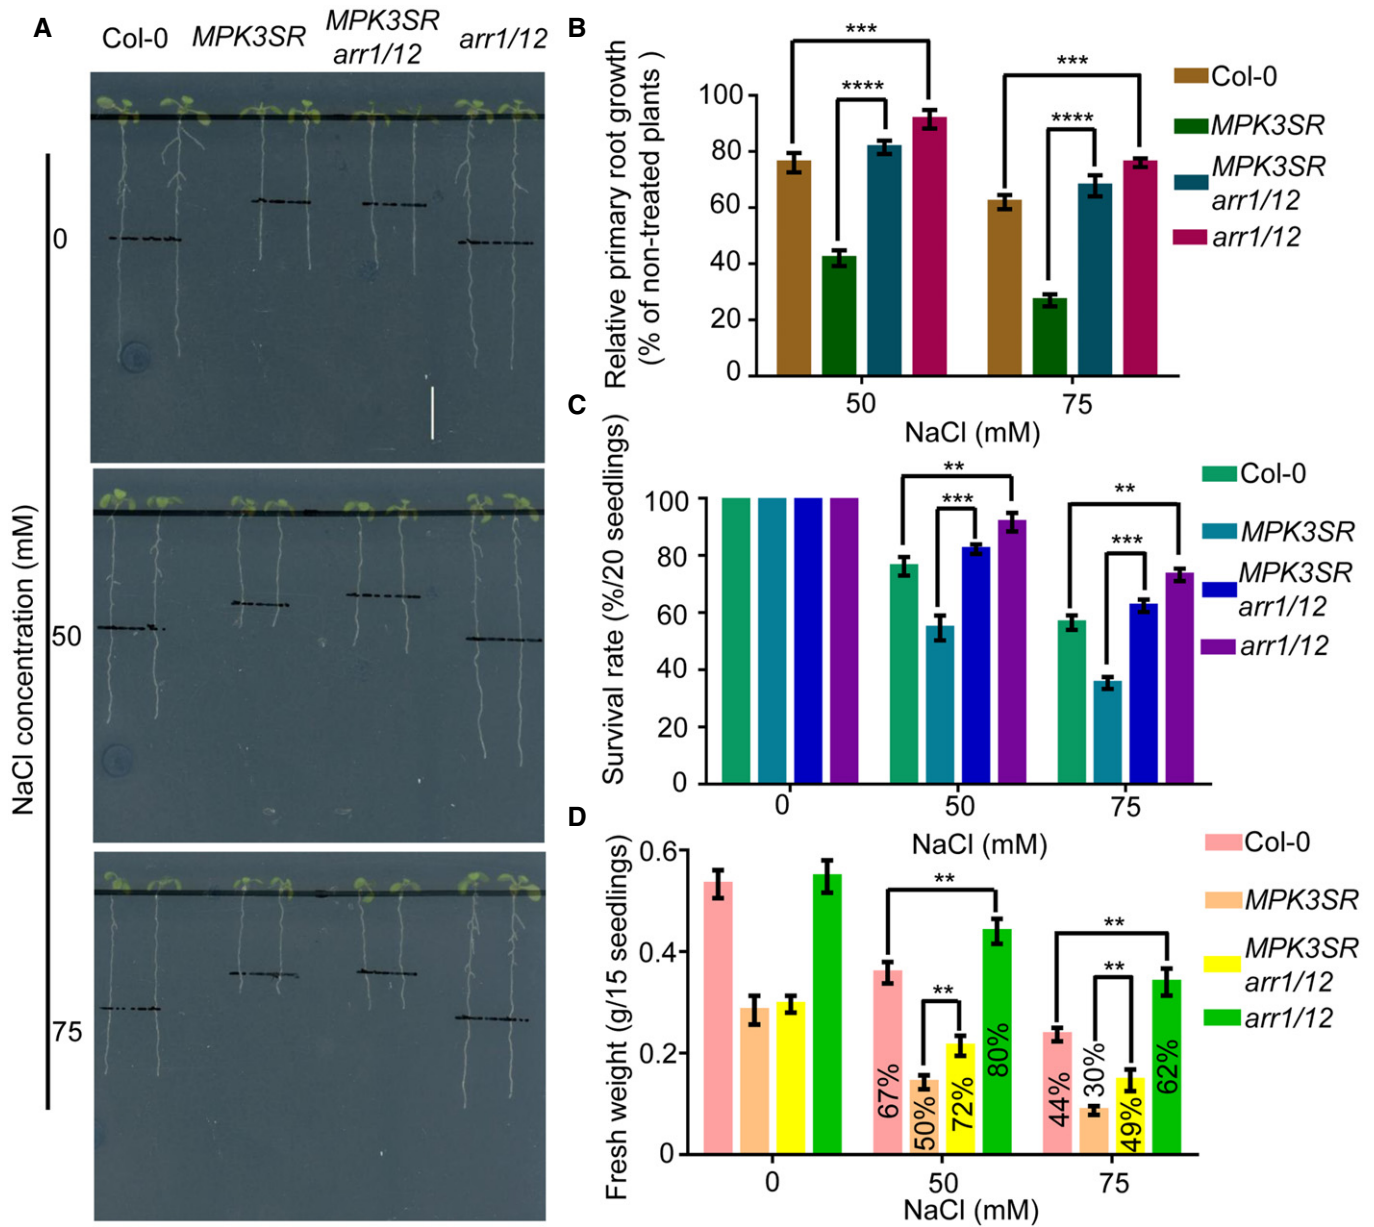 A
Col-0 MPK3SR MPK3SR arr1/12
arr1/12
NaCl concentration (mM)
0
50
75
B
Relative primary root growth
(% of non-treated plants )
100
80
60
40
20
0
*** **** *** ****
50 75
NaCl (mM)
Col-0
MPK3SR
MPK3SR
arr1/12
arr1/12
C
Survival rate (%/20 seedlings)
100
80
60
40
20
0
** *** ** ***
0 50 75
NaCl (mM)
Col-0
MPK3SR
MPK3SR
arr1/12
arr1/12
D
Fresh weight (g/15 seedlings)
0.6
0.4
0.2
0
** ** ** **
67% 50% 72% 80% 44% 30% 49% 62%
0 50 75
NaCl (mM)
Col-0
MPK3SR
MPK3SR
arr1/12
arr1/12